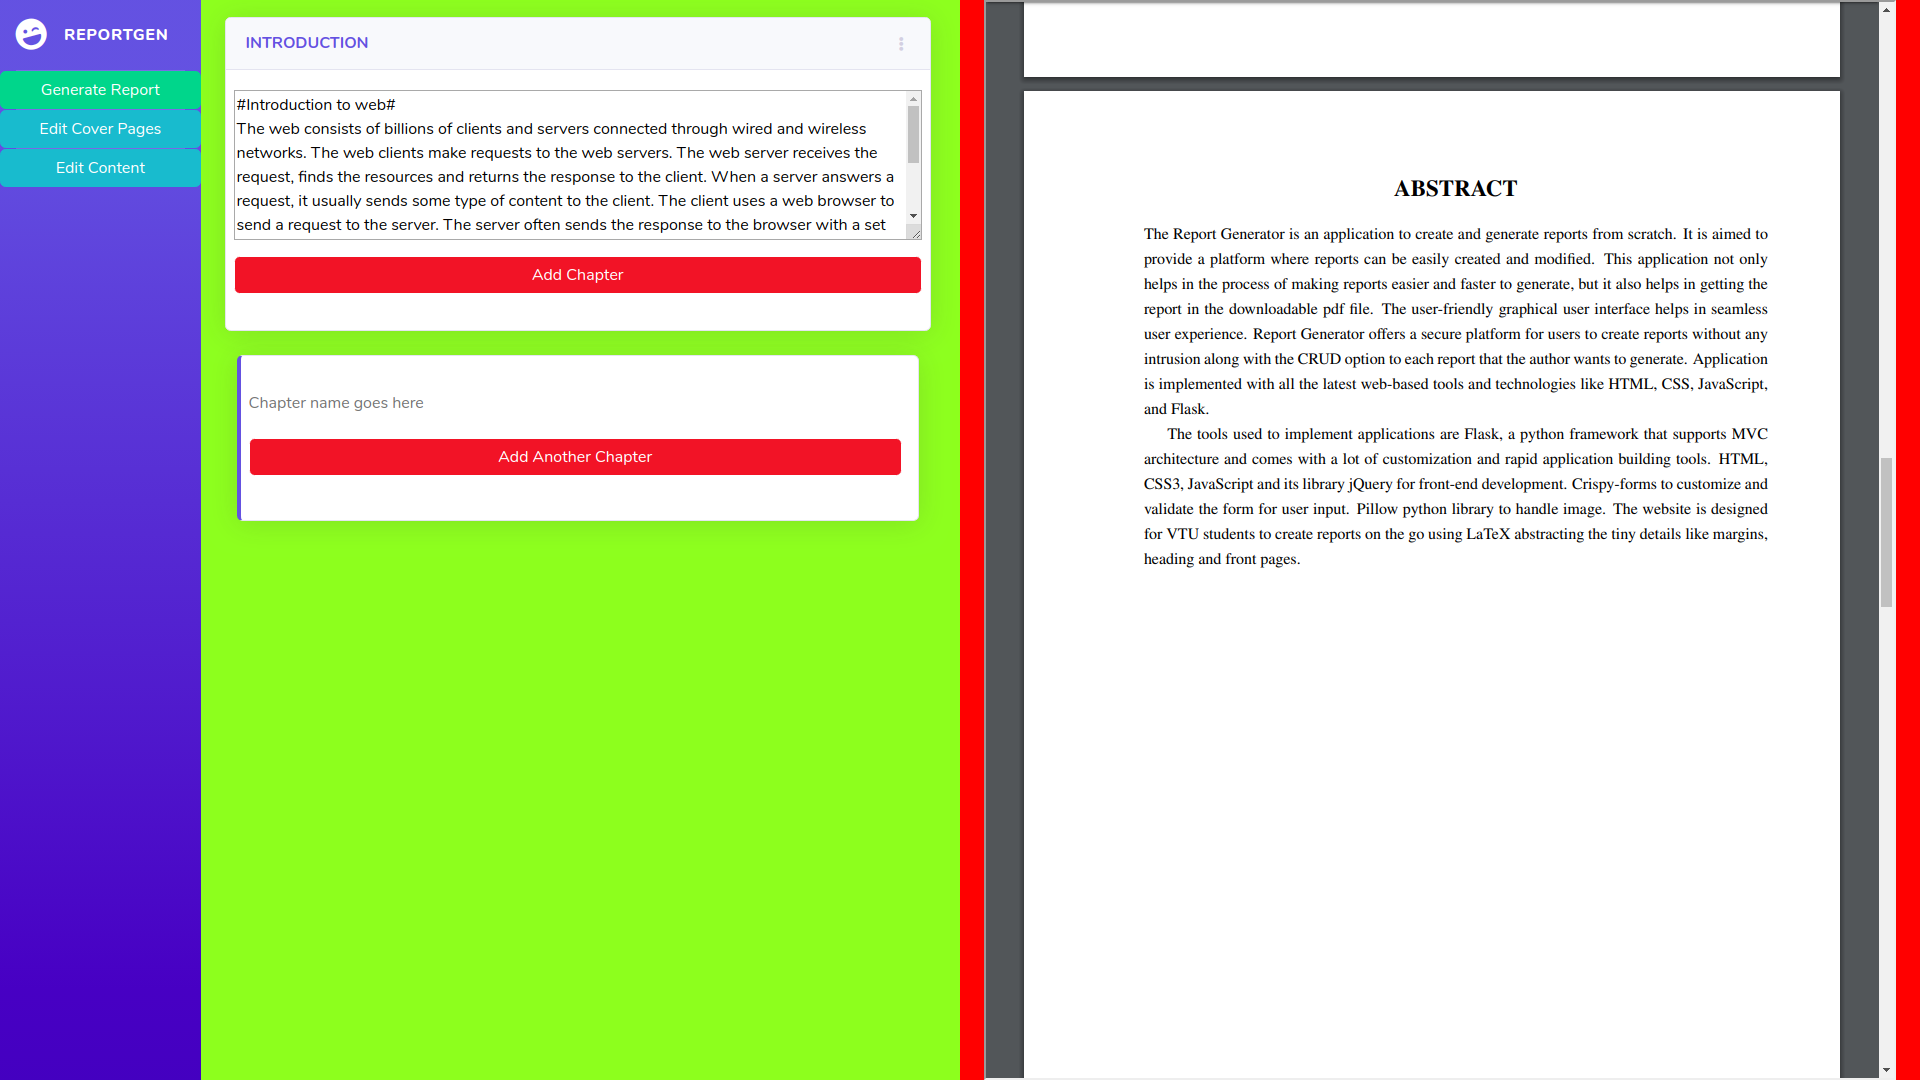 REPORTGEN
Generate Report
Edit Cover Pages
Edit Content
INTRODUCTION
#Introduction to web#
The web consists of billions of clients and servers connected through wired and wireless
networks. The web clients make requests to the web servers. The web server receives the
request, finds the resources and returns the response to the client. When a server answers a
request, it usually sends some type of content to the client. The client uses a web browser to
send a request to the server. The server often sends the response to the browser with a set
Add Chapter
Chapter name goes here
Add Another Chapter
ABSTRACT
The Report Generator is an application to create and generate reports from scratch. It is aimed to
provide a platform where reports can be easily created and modified. This application not only
helps in the process of making reports easier and faster to generate, but it also helps in getting the
report in the downloadable pdf file. The user-friendly graphical user interface helps in seamless
user experience. Report Generator offers a secure platform for users to create reports without any
intrusion along with the CRUD option to each report that the author wants to generate. Application
is implemented with all the latest web-based tools and technologies like HTML, CSS, JavaScript,
and Flask.
The tools used to implement applications are Flask, a python framework that supports MVC
architecture and comes with a lot of customization and rapid application building tools. HTML,
CSS3, JavaScript and its library jQuery for front-end development. Crispy-forms to customize and
validate the form for user input. Pillow python library to handle image. The website is designed
for VTU students to create reports on the go using LaTeX abstracting the tiny details like margins,
heading and front pages.